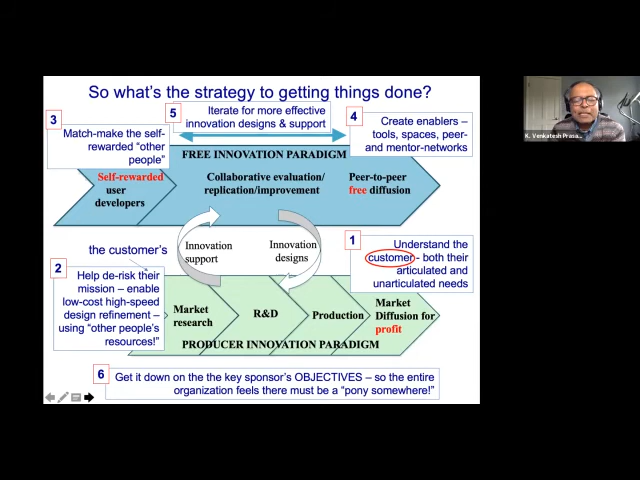 So what's the strategy to getting things done?
5
Iterate for more effective
innovation designs & support
3
Match-make the self-
rewarded "other
people"
4
Create enablers –
tools, spaces, peer-
and mentor-networks
FREE INNOVATION PARADIGM
Self-rewarded
user
developers
Collaborative evaluation/
replication/improvement
Peer-to-peer
free diffusion
the customer's
Innovation
support
Innovation
designs
1
Understand the
customer - both their
articulated and
unarticulated needs
2
Help de-risk their
mission – enable
low-cost high-speed
design refinement –
using "other people's
resources!"
Market
research
R&D
Production
Market
Diffusion for
profit
PRODUCER INNOVATION PARADIGM
6
Get it down on the the key sponsor's OBJECTIVES – so the entire
organization feels there must be a "pony somewhere!"
K. Venkatesh Prasa...